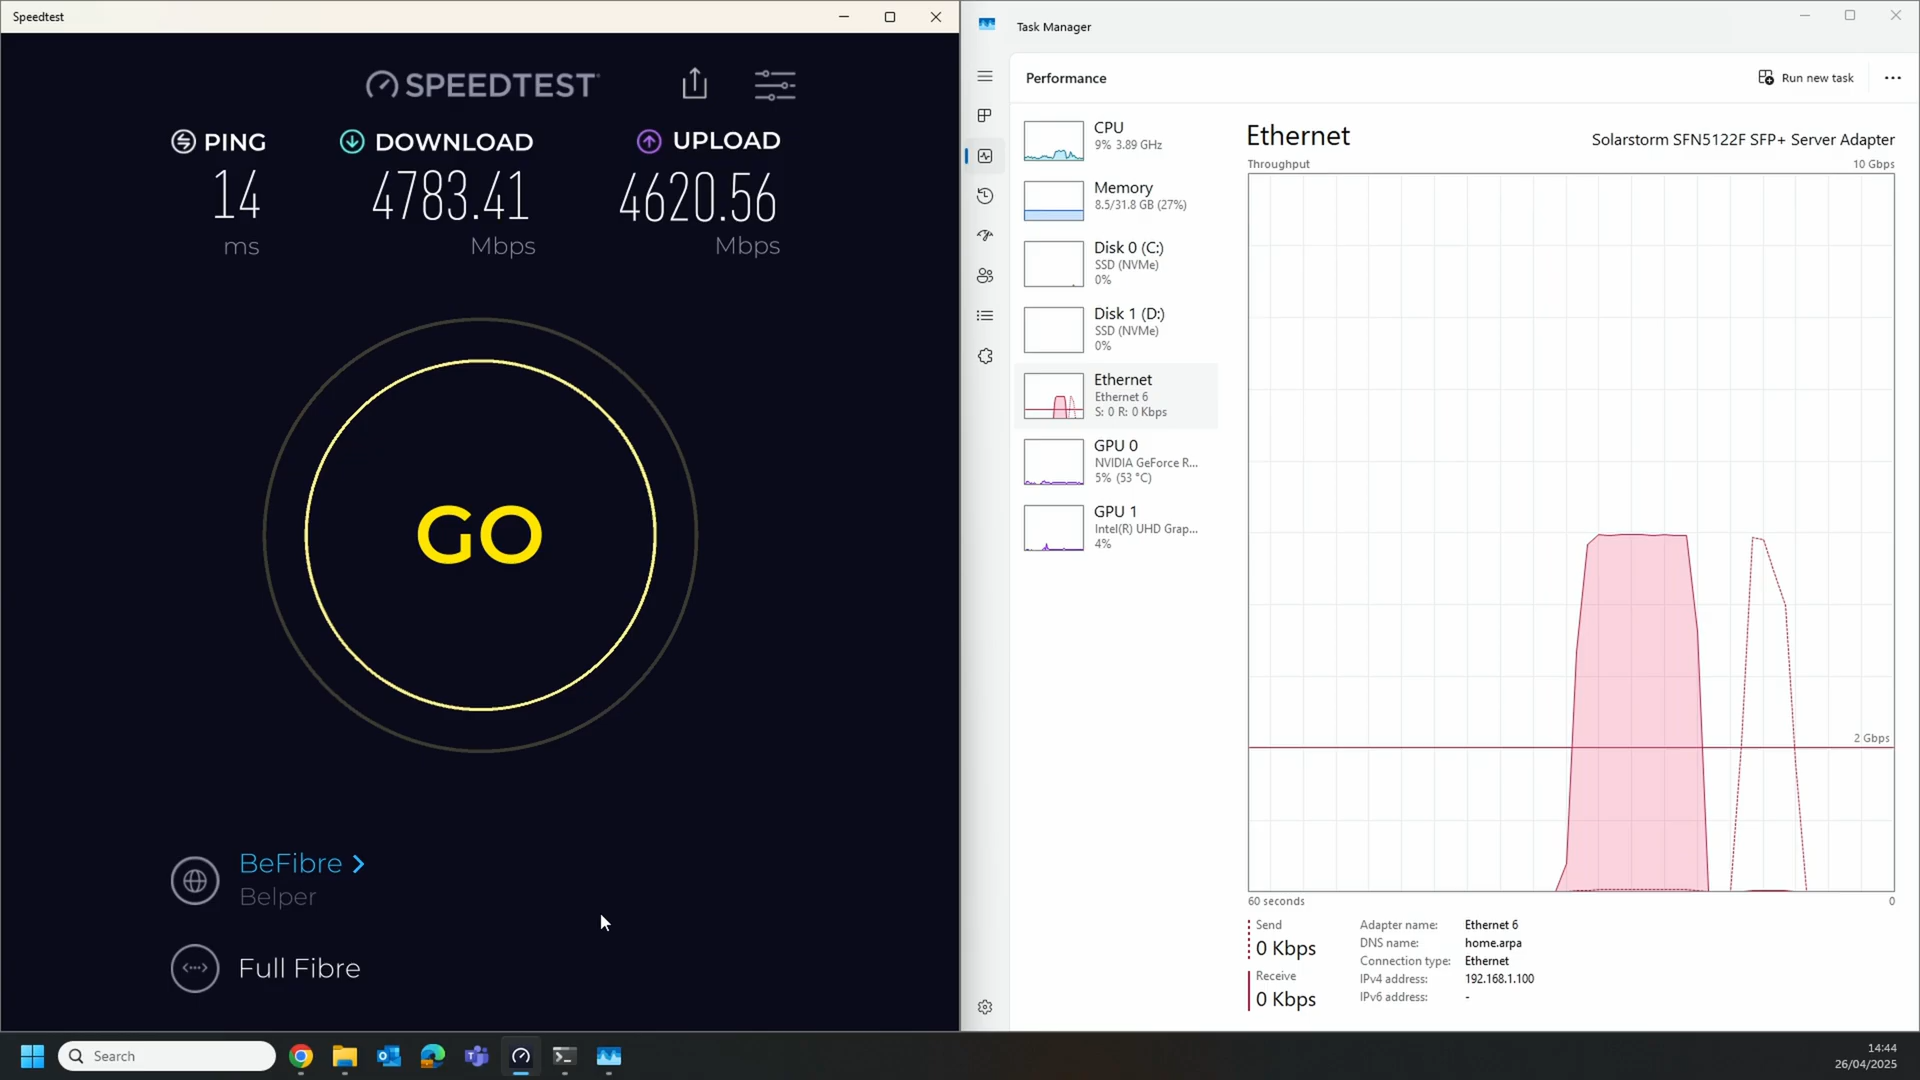 Speedtest
SPEEDTEST
PING
DOWNLOAD
UPLOAD
14
4783.41
4620.56
ms
Mbps
Mbps
GO
BeFibre
Belper
Full Fibre
Task Manager
Performance
Run new task
CPU
9% 3.89 GHz
Memory
8.5/31.8 GB (27%)
Disk 0 (C:)
SSD (NVMe)
0%
Disk 1 (D:)
SSD (NVMe)
0%
Ethernet
Ethernet 6
S: 0 R: 0 Kbps
GPU 0
NVIDIA GeForce R...
5% (53 °C)
GPU 1
Intel(R) UHD Grap...
4%
Ethernet
Solarstorm SFN5122F SFP+ Server Adapter
Throughput
10 Gbps
2 Gbps
60 seconds
0
Send
0 Kbps
Receive
0 Kbps
Adapter name: Ethernet 6
DNS name: home.arpa
Connection type: Ethernet
IPv4 address: 192.168.1.100
IPv6 address: -
Search
14:44
26/04/2025